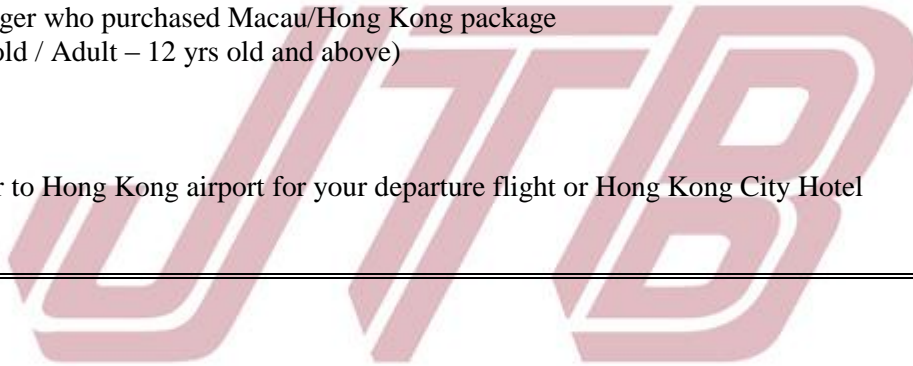 ger who purchased Macau/Hong Kong package
old / Adult – 12 yrs old and above)
r to Hong Kong airport for your departure flight or Hong Kong City Hotel
JTB